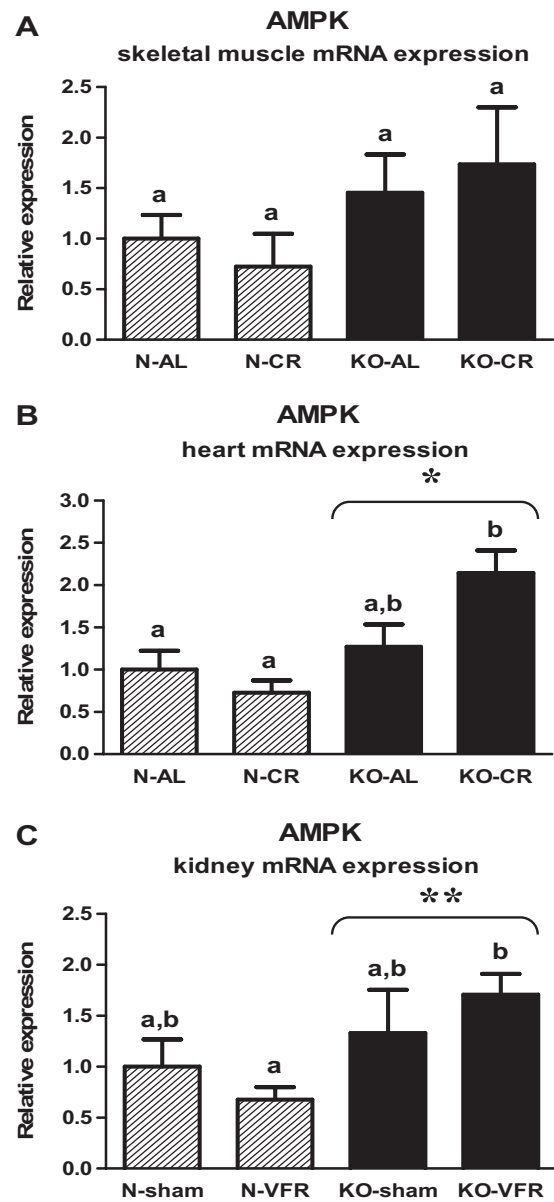 A
AMPK
skeletal muscle mRNA expression
Relative expression
2.5
2.0
1.5
1.0
0.5
0.0
a
a
a
a
N-AL
N-CR
KO-AL
KO-CR
B
AMPK
heart mRNA expression
Relative expression
3.0
2.5
2.0
1.5
1.0
0.5
0.0
*
a
a
a,b
b
N-AL
N-CR
KO-AL
KO-CR
C
AMPK
kidney mRNA expression
Relative expression
2.5
2.0
1.5
1.0
0.5
0.0
**
a,b
a
a,b
b
N-sham
N-VFR
KO-sham
KO-VFR